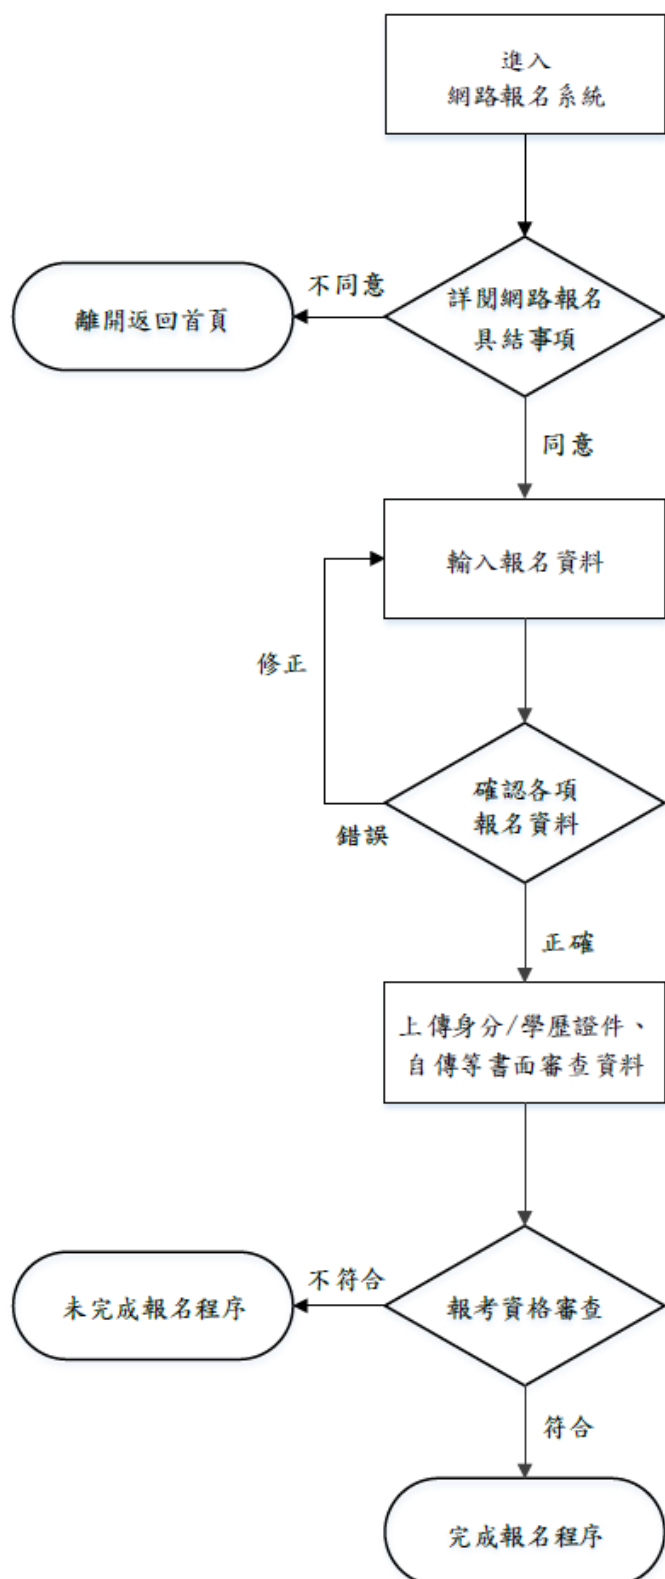 進入
網路報名系統
不同意
離開返回首頁
詳閱網路報名
具結事項
同意
輸入報名資料
修正
確認各項
報名資料
錯誤
正確
上傳身分/學歷證件、
自傳等書面審查資料
不符合
未完成報名程序
報考資格審查
符合
完成報名程序